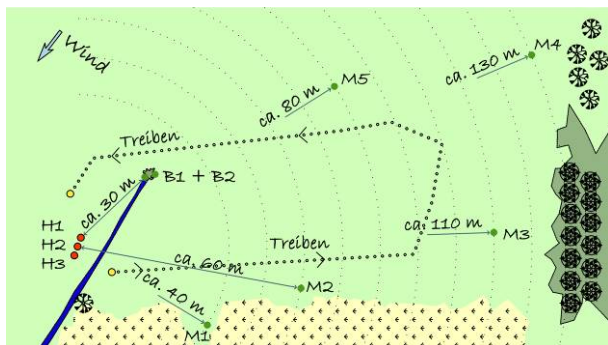 Wind
M4
ca. 130 m
M5
ca. 80 m
Treiben
B1 + B2
ca. 30 m
H1
H2
H3
ca. 110 m
M3
Treiben
ca. 60 m
M2
ca. 40 m
M1